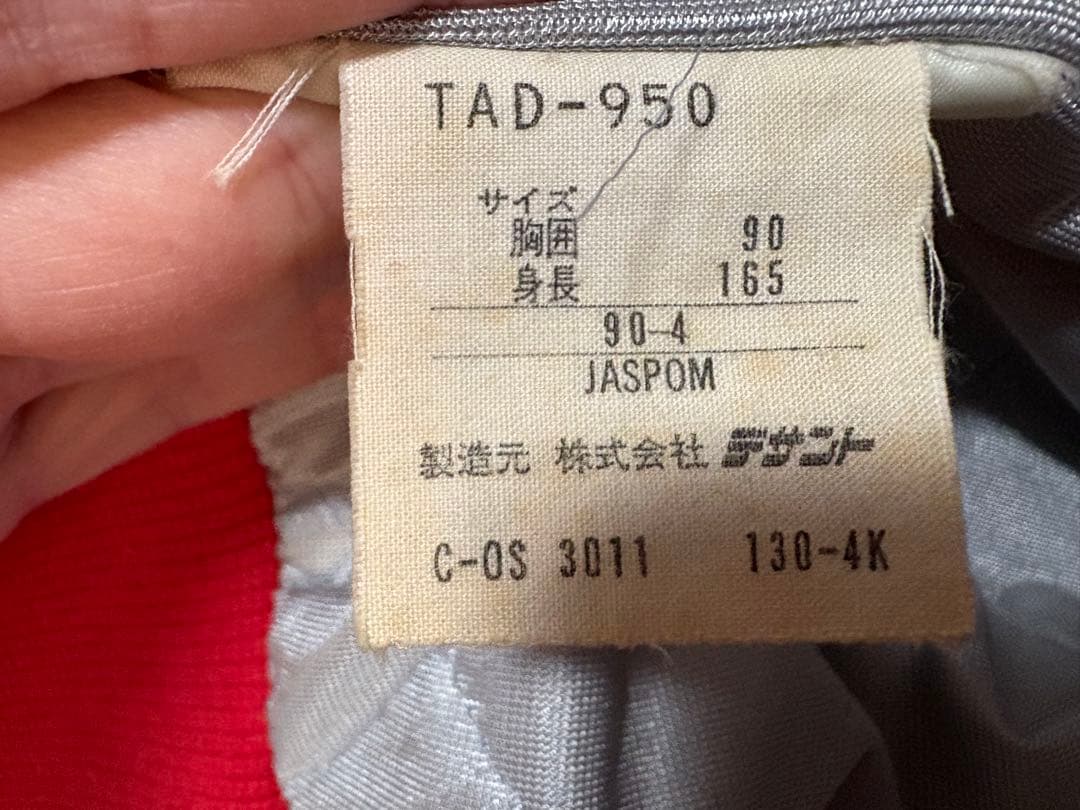 TAD-950
サイズ
胸囲 90
身長 165
90-4
JASPOM
製造元 株式会社 デサント
C-OS 3011 130-4K